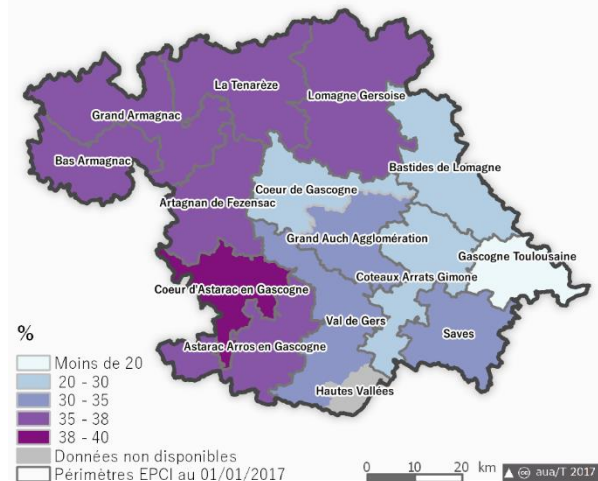 La Tenarèze
Lomagne Gersoise
Grand Armagnac
Bas Armagnac
Bastides de Lomagne
Coeur de Gascogne
Artagnan de Fezensac
Grand Auch Agglomération
Gascogne Toulousaine
Coteaux Arrats Gimone
Coeur d'Astarac en Gascogne
Val de Gers
Saves
Astarac Arros en Gascogne
Hautes Vallées
%
Moins de 20
20 - 30
30 - 35
35 - 38
38 - 40
Données non disponibles
Périmètres EPCI au 01/01/2017
0 10 20 km
cc aua/T 2017